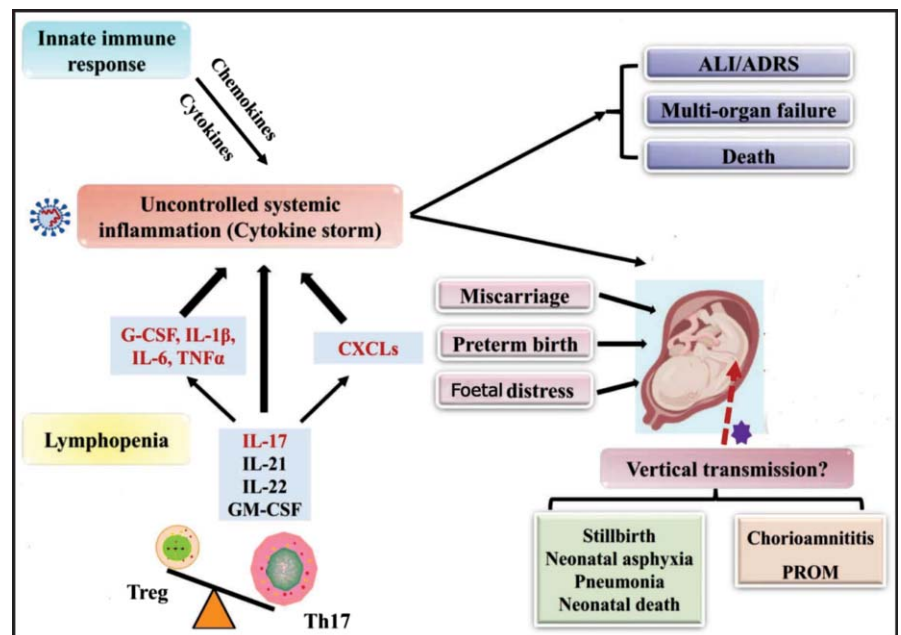 Innate immune
response
Chemokines
Cytokines
Uncontrolled systemic
inflammation (Cytokine storm)
ALI/ADRS
Multi-organ failure
Death
G-CSF, IL-1β,
IL-6, TNFα
CXCLs
Miscarriage
Preterm birth
Foetal distress
Lymphopenia
IL-17
IL-21
IL-22
GM-CSF
Vertical transmission?
Stillbirth
Neonatal asphyxia
Pneumonia
Neonatal death
Chorioamnititis
PROM
Treg
Th17